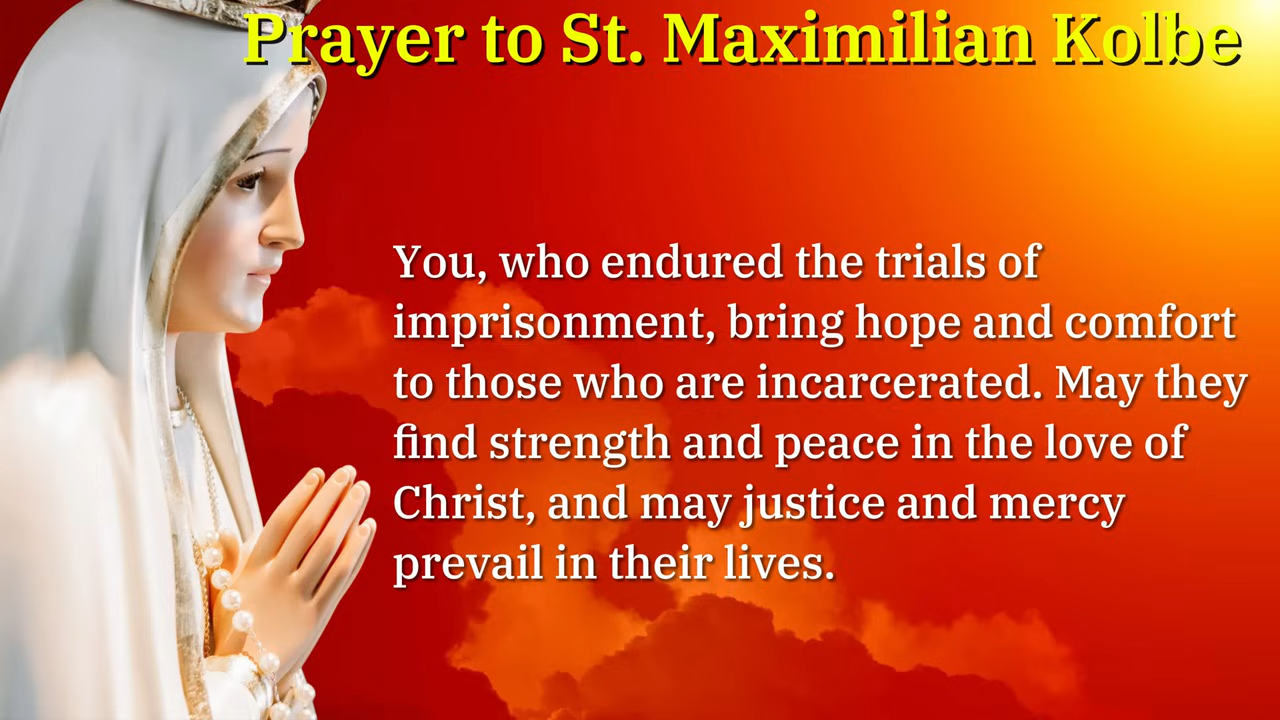 Prayer to St. Maximilian Kolbe
You, who endured the trials of
imprisonment, bring hope and comfort
to those who are incarcerated. May they
find strength and peace in the love of
Christ, and may justice and mercy
prevail in their lives.